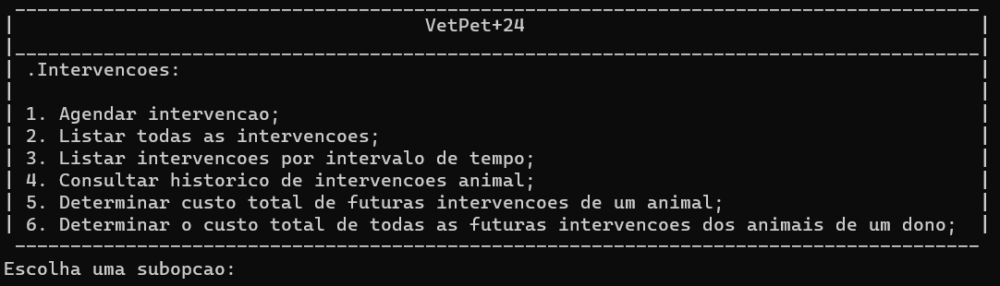 VetPet+24
.Intervencoes:
1. Agendar intervencao;
2. Listar todas as intervencoes;
3. Listar intervencoes por intervalo de tempo;
4. Consultar historico de intervencoes animal;
5. Determinar custo total de futuras intervencoes de um animal;
6. Determinar o custo total de todas as futuras intervencoes dos animais de um dono;
Escolha uma subopcao: